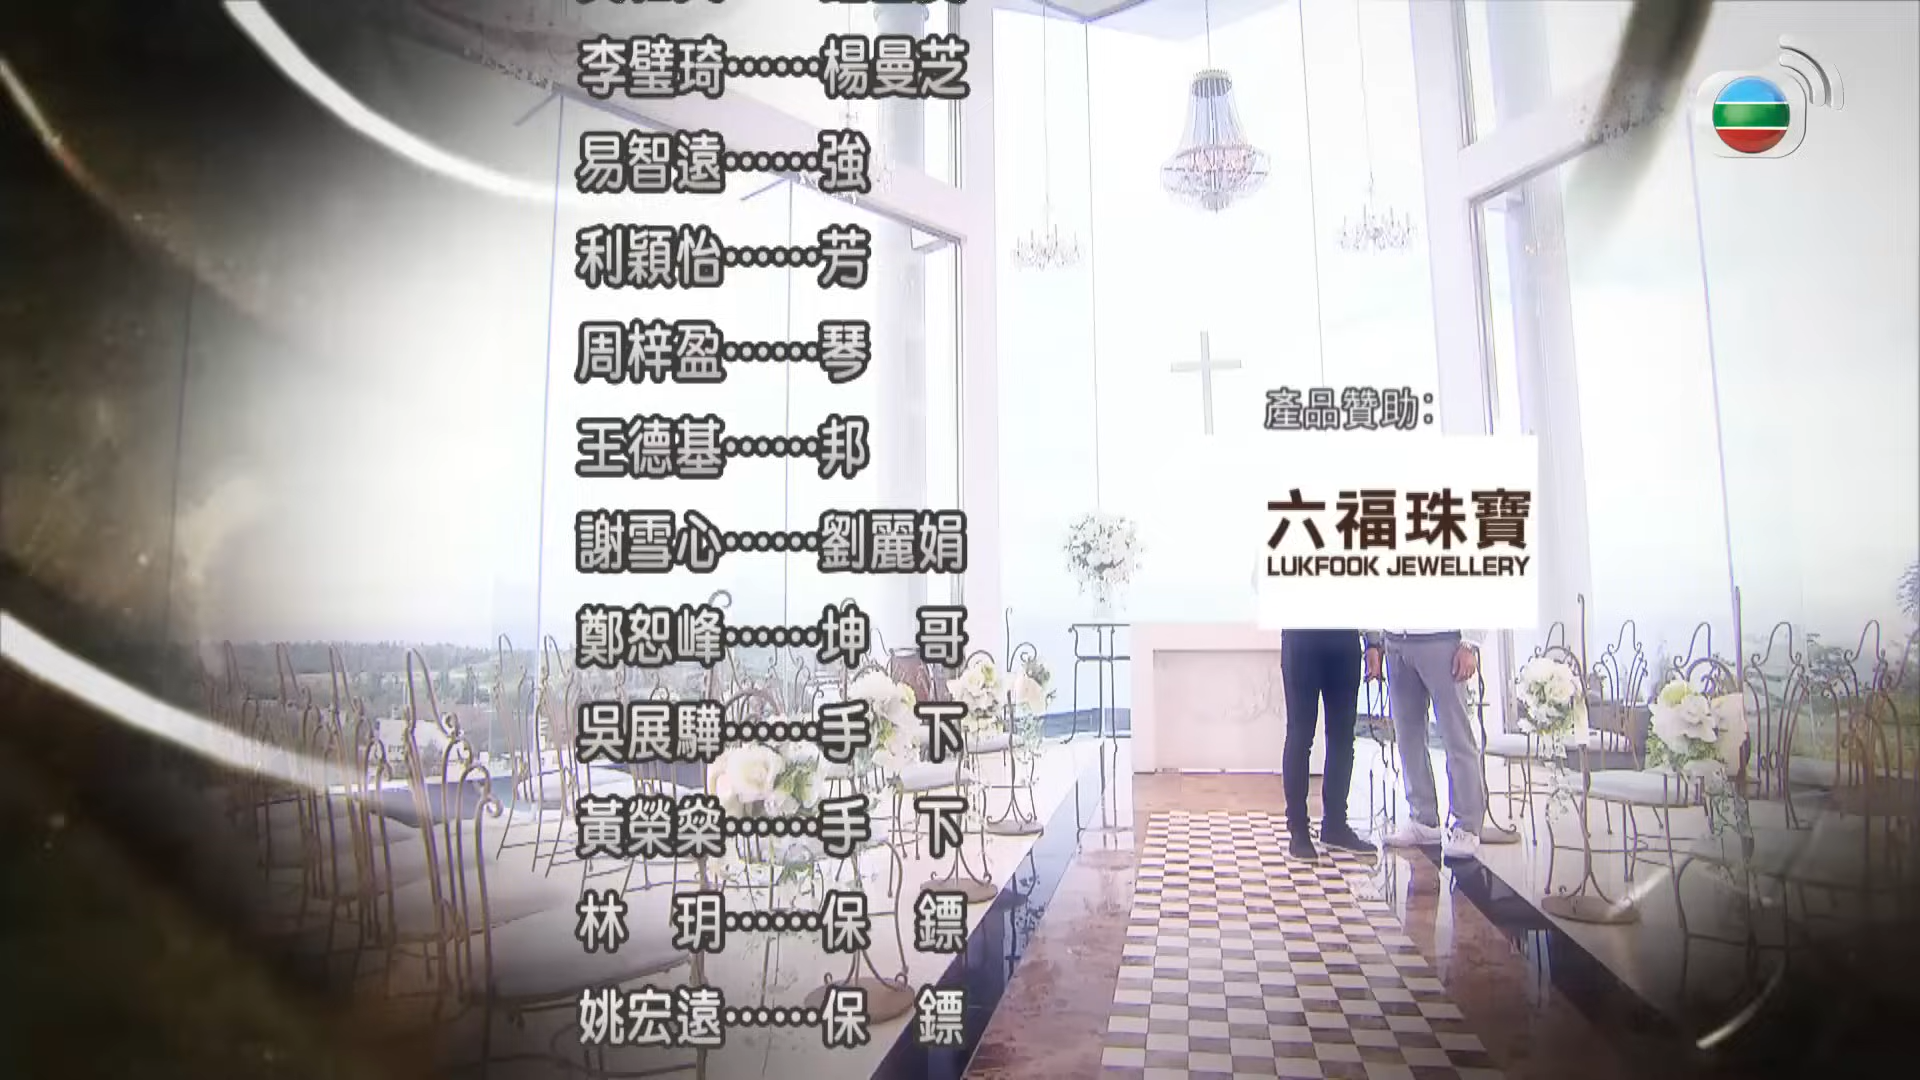 李璧琦……楊曼芝
易智遠……強
利穎怡……芳
周梓盈……琴
王德基……邦
謝雪心……劉麗娟
鄭恕峰……坤　哥
吳展驊……手　下
黃榮燊……手　下
林　玥……保　鏢
姚宏遠……保　鏢
產品贊助：
六福珠寶
LUKFOOK JEWELLERY